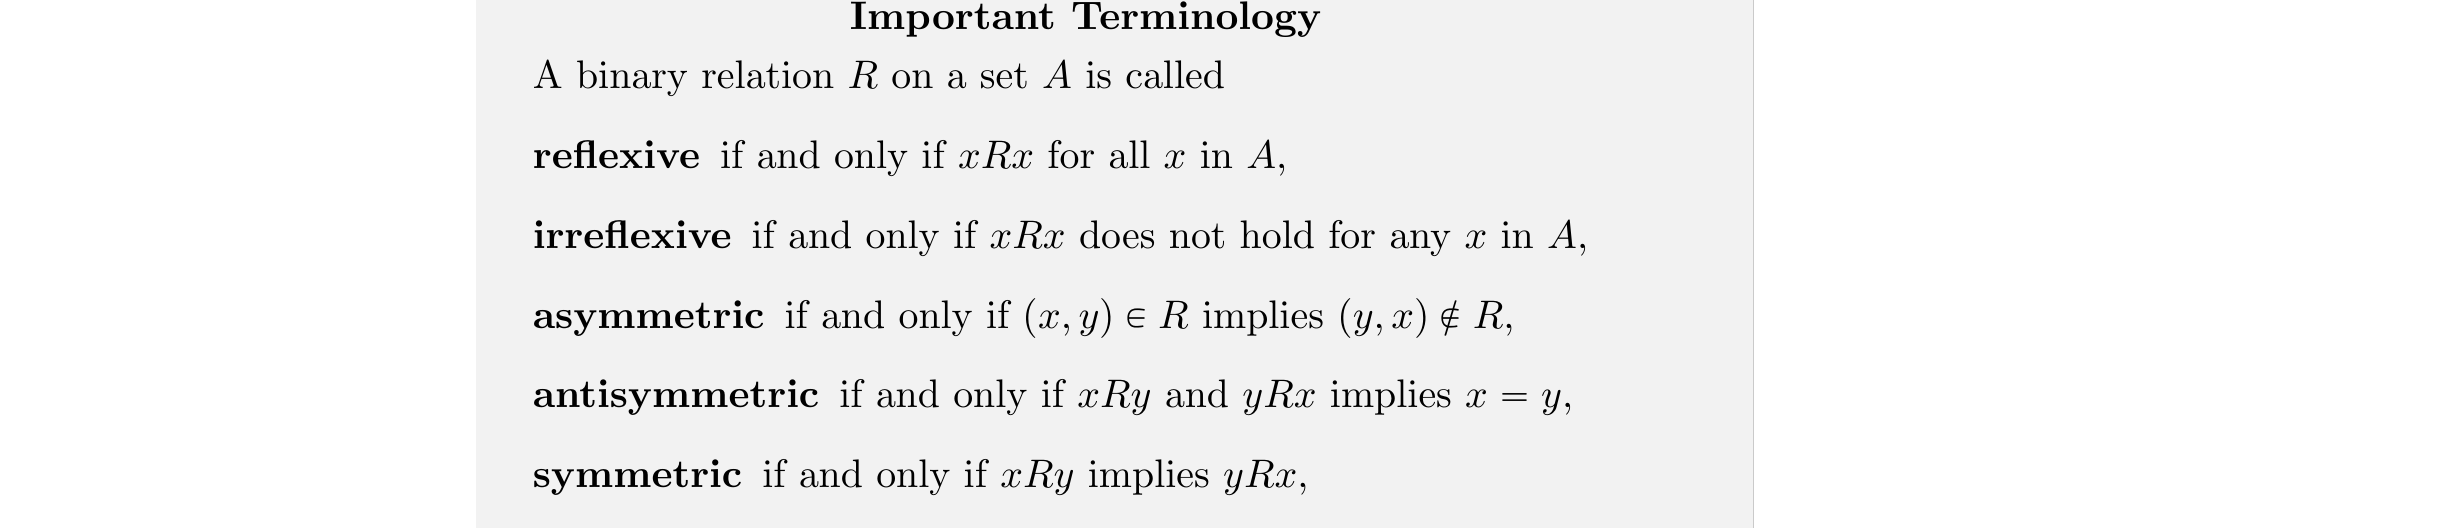 Important Terminology
A binary relation R on a set A is called
reflexive if and only if xRx for all x in A,
irreflexive if and only if xRx does not hold for any x in A,
asymmetric if and only if (x, y) ∈ R implies (y, x) ∉ R,
antisymmetric if and only if xRy and yRx implies x = y,
symmetric if and only if xRy implies yRx,